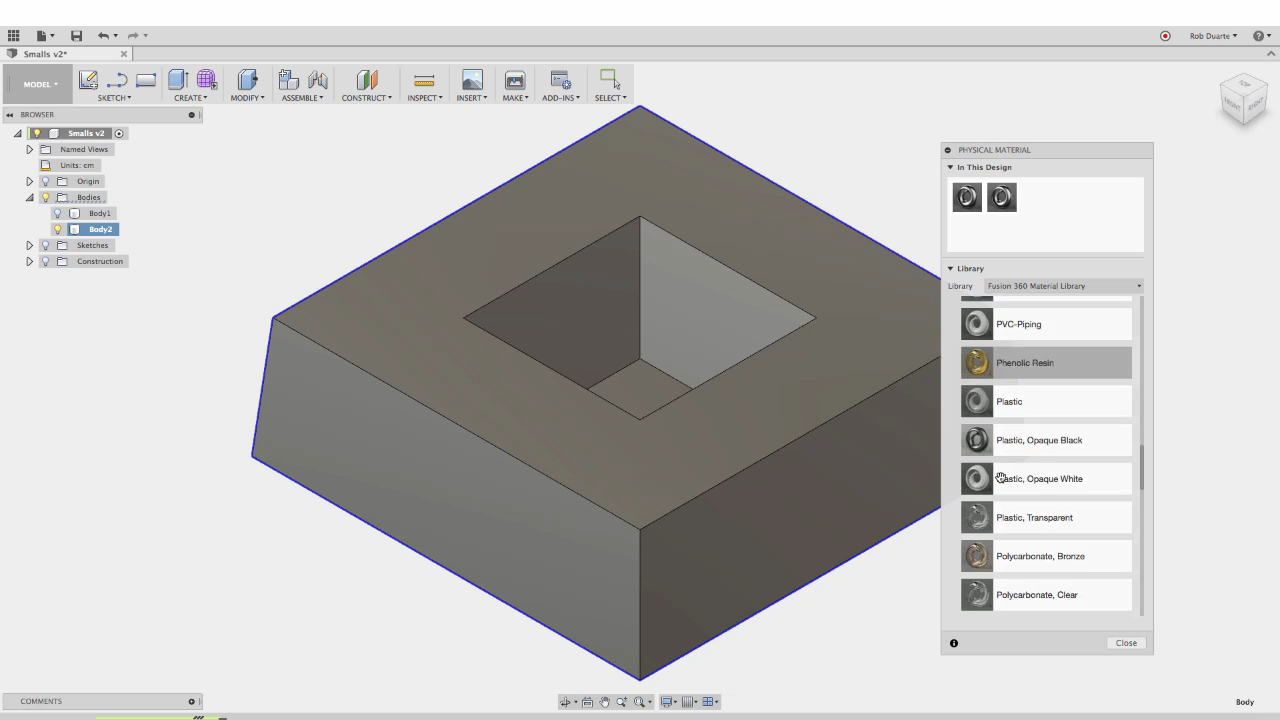 Rob Duarte
Smalls v2*
MODEL
SKETCH
CREATE
MODIFY
ASSEMBLE
CONSTRUCT
INSPECT
INSERT
MAKE
ADD-INS
SELECT
FRONT
RIGHT
BROWSER
Smalls v2
Named Views
Units: cm
Origin
Bodies
Body1
Body2
Sketches
Construction
PHYSICAL MATERIAL
In This Design
Library
Library Fusion 360 Material Library
PVC-Piping
Phenolic Resin
Plastic
Plastic, Opaque Black
Plastic, Opaque White
Plastic, Transparent
Polycarbonate, Bronze
Polycarbonate, Clear
Close
COMMENTS
Body